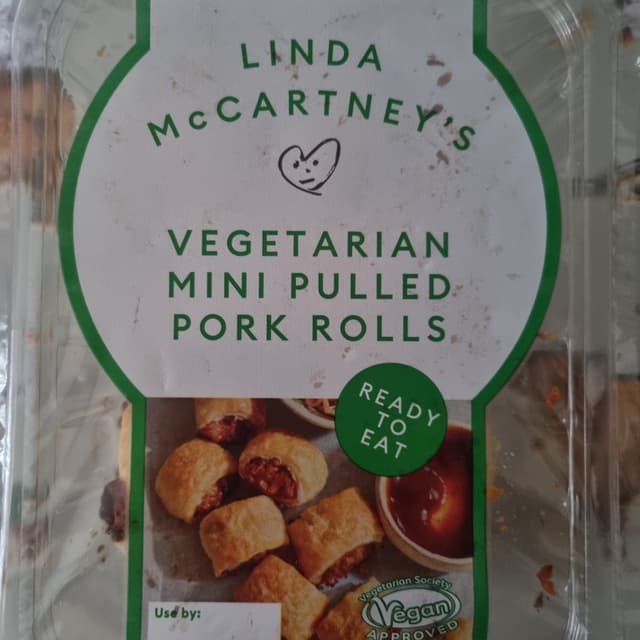 LINDA
McCARTNEY'S
VEGETARIAN
MINI PULLED
PORK ROLLS
READY
TO
EAT
Vegetarian Society
Vegan
APPROVED
Use by: